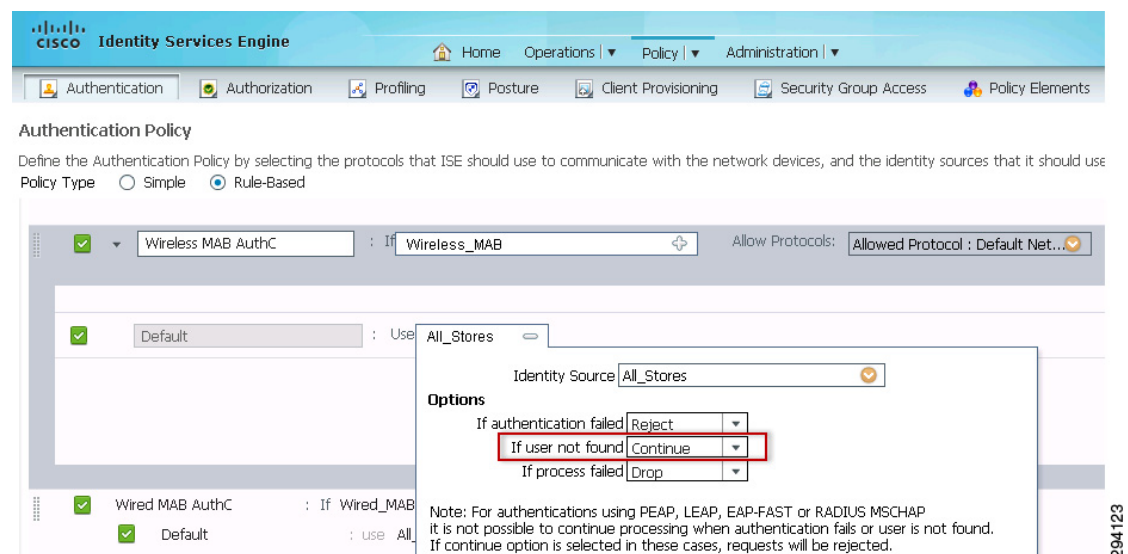 CISCO Identity Services Engine
Home Operations | Policy | Administration |
Authentication Authorization Profiling Posture Client Provisioning Security Group Access Policy Elements
Authentication Policy
Define the Authentication Policy by selecting the protocols that ISE should use to communicate with the network devices, and the identity sources that it should use
Policy Type Simple Rule-Based
Wireless MAB AuthC : If Wireless_MAB Allow Protocols: Allowed Protocol : Default Net...
Default : Use All_Stores
Identity Source All_Stores
Options
If authentication failed Reject
If user not found Continue
If process failed Drop
Wired MAB AuthC : If Wired_MAB
Default : use All_
Note: For authentications using PEAP, LEAP, EAP-FAST or RADIUS MSCHAP
it is not possible to continue processing when authentication fails or user is not found.
If continue option is selected in these cases, requests will be rejected.
294123